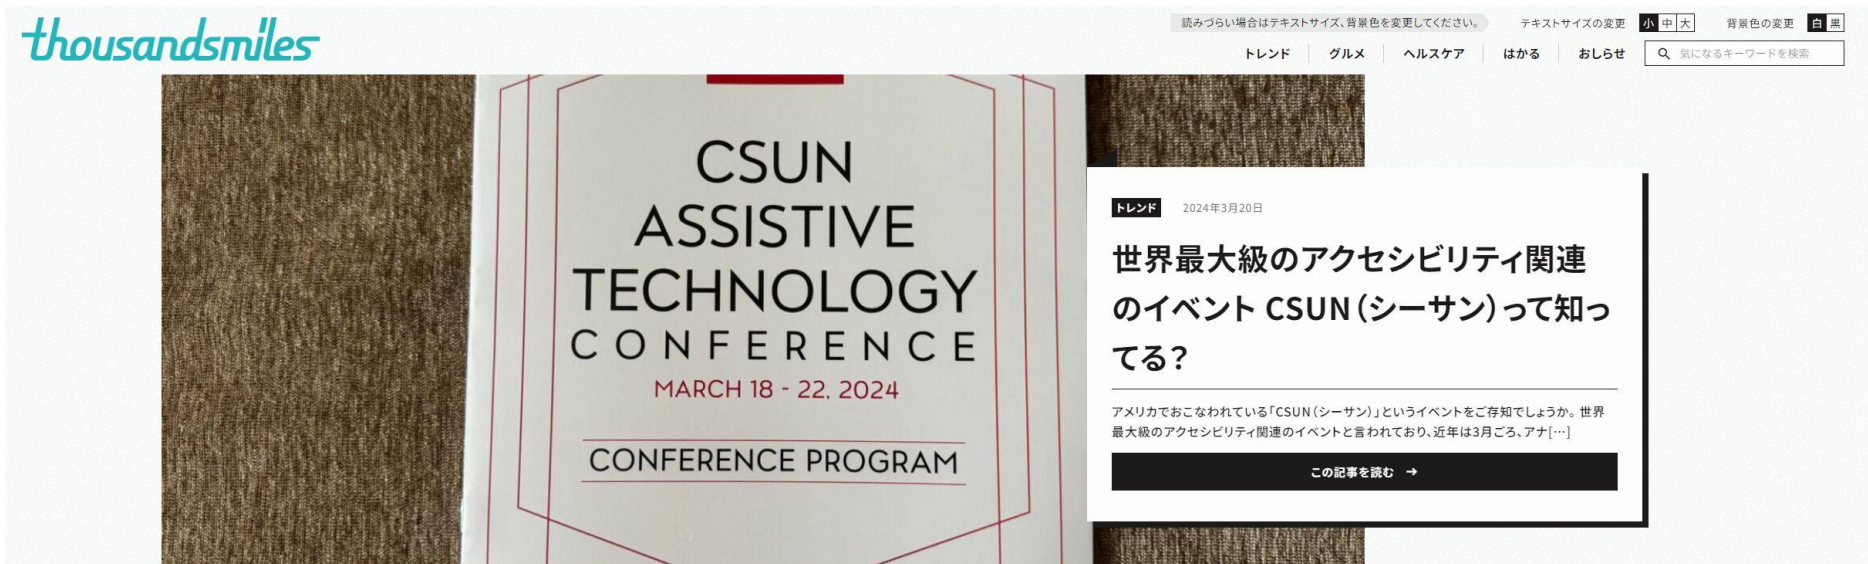 thousandsmiles
読みづらい場合はテキストサイズ、背景色を変更してください。
テキストサイズの変更 小 中 大
背景色の変更 白 黒
トレンド グルメ ヘルスケア はかる おしらせ 気になるキーワードを検索
CSUN
ASSISTIVE
TECHNOLOGY
CONFERENCE
MARCH 18 - 22, 2024
CONFERENCE PROGRAM
トレンド 2024年3月20日
世界最大級のアクセシビリティ関連
のイベント CSUN（シーサン）って知っ
てる？
アメリカでおこなわれている「CSUN（シーサン）」というイベントをご存知でしょうか。 世界
最大級のアクセシビリティ関連のイベントと言われており、近年は3月ごろ、アナ[…]
この記事を読む →